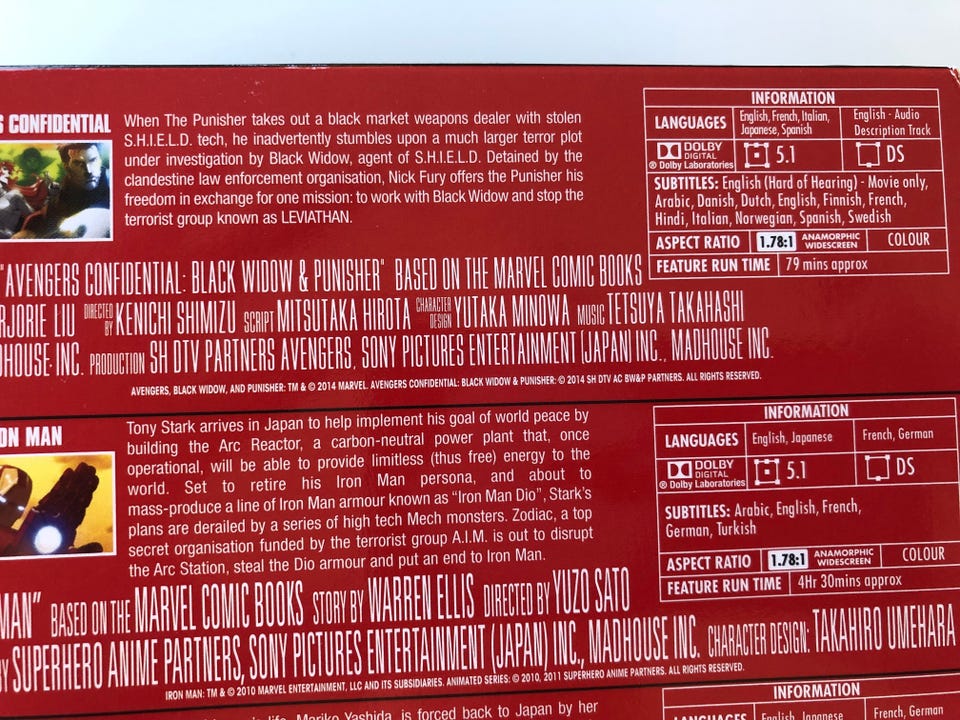 S CONFIDENTIAL
When The Punisher takes out a black market weapons dealer with stolen
S.H.I.E.L.D. tech, he inadvertently stumbles upon a much larger terror plot
under investigation by Black Widow, agent of S.H.I.E.L.D. Detained by the
clandestine law enforcement organisation, Nick Fury offers the Punisher his
freedom in exchange for one mission: to work with Black Widow and stop the
terrorist group known as LEVIATHAN.
INFORMATION
LANGUAGES English, French, Italian, Japanese, Spanish English - Audio Description Track
DOLBY DIGITAL ® Dolby Laboratories 5.1 DS
SUBTITLES: English (Hard of Hearing) - Movie only,
Arabic, Danish, Dutch, English, Finnish, French,
Hindi, Italian, Norwegian, Spanish, Swedish
ASPECT RATIO 1.78:1 ANAMORPHIC WIDESCREEN COLOUR
FEATURE RUN TIME 79 mins approx
"AVENGERS CONFIDENTIAL: BLACK WIDOW & PUNISHER" BASED ON THE MARVEL COMIC BOOKS
RJORIE LIU DIRECTED BY KENICHI SHIMIZU SCRIPT MITSUTAKA HIROTA CHARACTER DESIGN YUTAKA MINOWA MUSIC TETSUYA TAKAHASHI
DHOUSE INC. PRODUCTION SH DTV PARTNERS AVENGERS, SONY PICTURES ENTERTAINMENT (JAPAN) INC., MADHOUSE INC.
AVENGERS, BLACK WIDOW, AND PUNISHER: TM & © 2014 MARVEL. AVENGERS CONFIDENTIAL: BLACK WIDOW & PUNISHER: © 2014 SH DTV AC BW&P PARTNERS. ALL RIGHTS RESERVED.
ON MAN
Tony Stark arrives in Japan to help implement his goal of world peace by
building the Arc Reactor, a carbon-neutral power plant that, once
operational, will be able to provide limitless (thus free) energy to the
world. Set to retire his Iron Man persona, and about to
mass-produce a line of Iron Man armour known as "Iron Man Dio", Stark's
plans are derailed by a series of high tech Mech monsters. Zodiac, a top
secret organisation funded by the terrorist group A.I.M. is out to disrupt
the Arc Station, steal the Dio armour and put an end to Iron Man.
INFORMATION
LANGUAGES English, Japanese French, German
DOLBY DIGITAL ® Dolby Laboratories 5.1 DS
SUBTITLES: Arabic, English, French,
German, Turkish
ASPECT RATIO 1.78:1 ANAMORPHIC WIDESCREEN COLOUR
FEATURE RUN TIME 4Hr 30mins approx
MAN" BASED ON THE MARVEL COMIC BOOKS STORY BY WARREN ELLIS DIRECTED BY YUZO SATO
BY SUPERHERO ANIME PARTNERS, SONY PICTURES ENTERTAINMENT (JAPAN) INC., MADHOUSE INC. CHARACTER DESIGN: TAKAHIRO UMEHARA
IRON MAN: TM & © 2010 MARVEL ENTERTAINMENT, LLC AND ITS SUBSIDIARIES. ANIMATED SERIES: © 2010, 2011 SUPERHERO ANIME PARTNERS. ALL RIGHTS RESERVED.
life, Mariko Yashida, is forced back to Japan by her
INFORMATION
LANGUAGES English, Japanese French, German